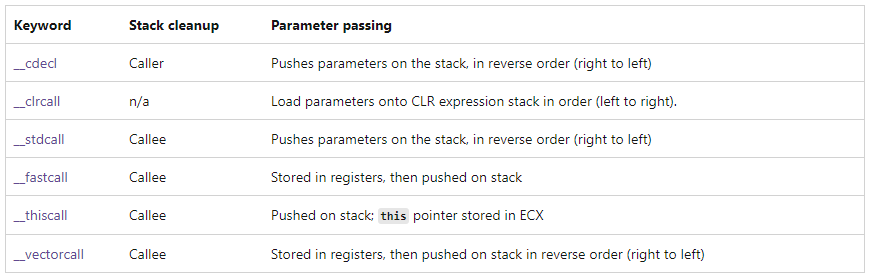 Keyword Stack cleanup Parameter passing
__cdecl Caller Pushes parameters on the stack, in reverse order (right to left)
__clrcall n/a Load parameters onto CLR expression stack in order (left to right).
__stdcall Callee Pushes parameters on the stack, in reverse order (right to left)
__fastcall Callee Stored in registers, then pushed on stack
__thiscall Callee Pushed on stack; this pointer stored in ECX
__vectorcall Callee Stored in registers, then pushed on stack in reverse order (right to left)